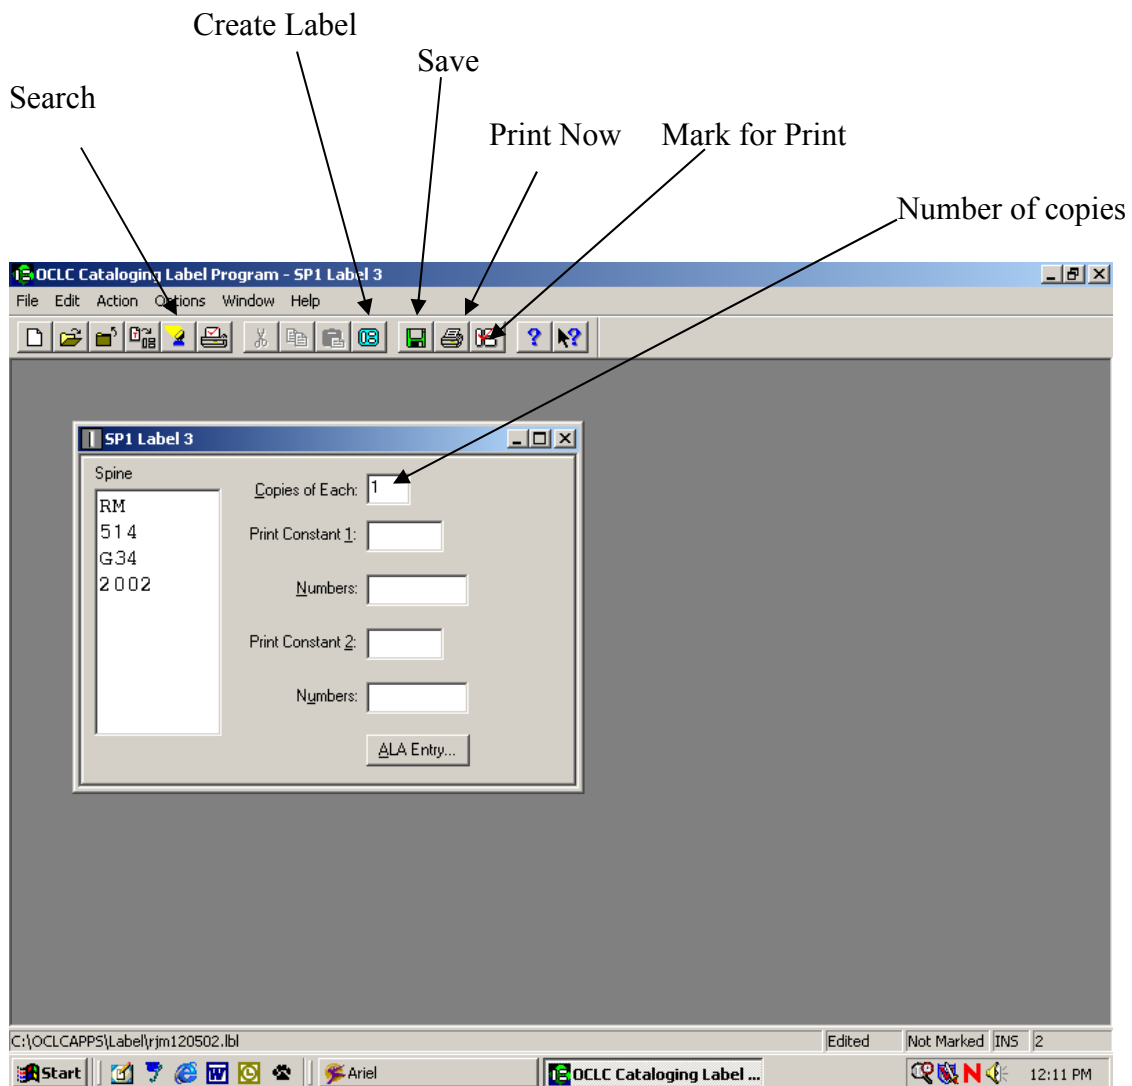 Create Label
Save
Search
Print Now
Mark for Print
Number of copies
OCLC Cataloging Label Program - SP1 Label 3
File Edit Action Options Window Help
SP1 Label 3
Spine
RM
514
G34
2002
Copies of Each: 1
Print Constant 1:
Numbers:
Print Constant 2:
Numbers:
ALA Entry...
C:\OCLCAPPS\Label\rjm120502.lbl Edited Not Marked INS 2
Start Ariel OCLC Cataloging Label ... 12:11 PM